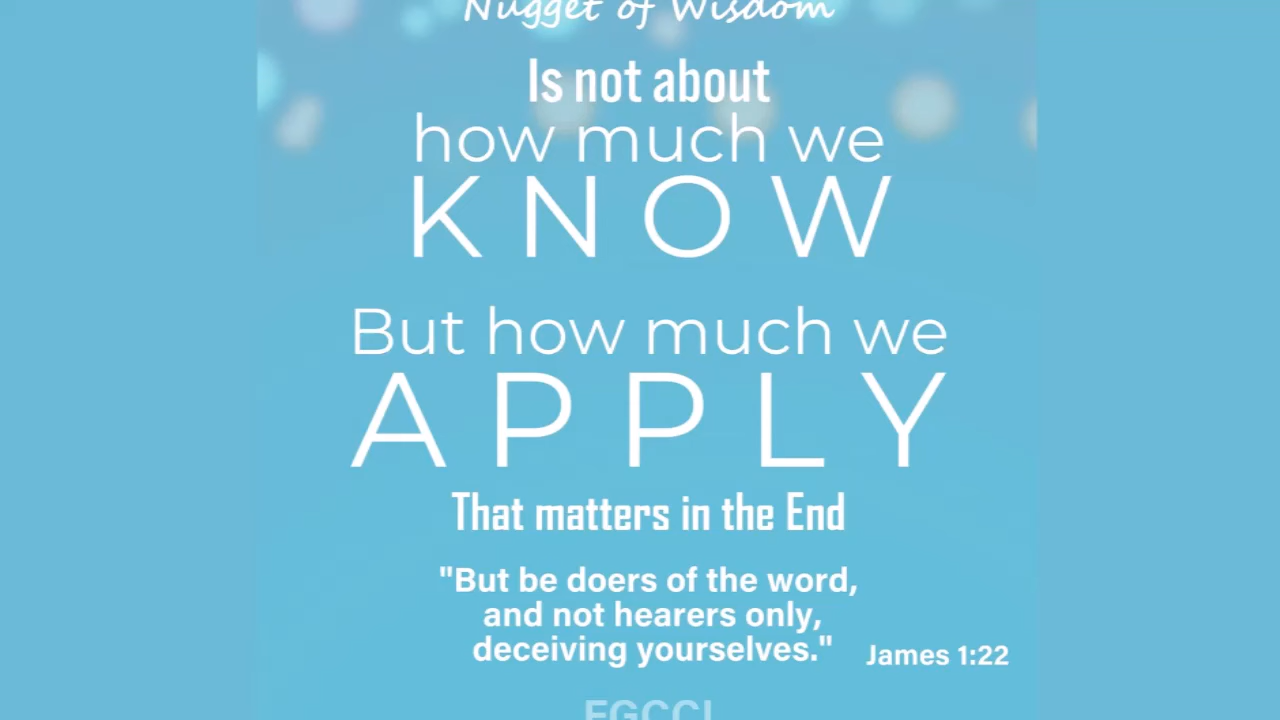 Nugget of Wisdom
Is not about
how much we
KNOW
But how much we
APPLY
That matters in the End
"But be doers of the word,
and not hearers only,
deceiving yourselves."
James 1:22